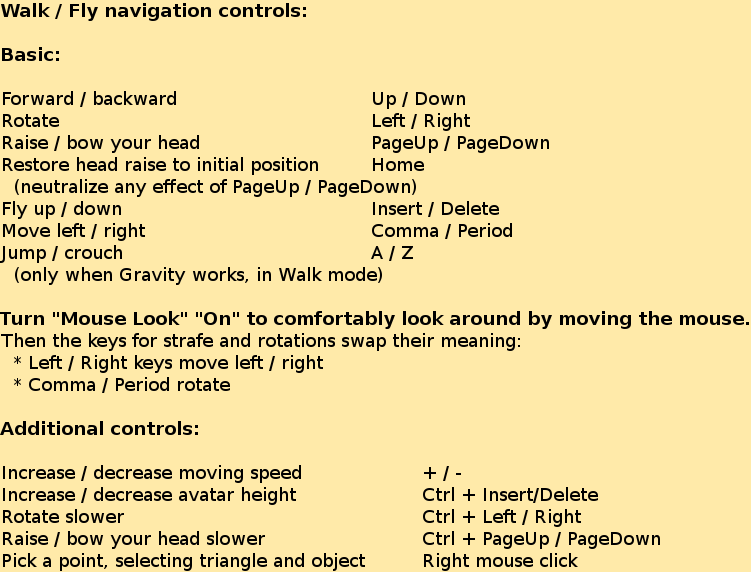 Walk / Fly navigation controls:
Basic:
Forward / backward Up / Down
Rotate Left / Right
Raise / bow your head PageUp / PageDown
Restore head raise to initial position Home
(neutralize any effect of PageUp / PageDown)
Fly up / down Insert / Delete
Move left / right Comma / Period
Jump / crouch A / Z
(only when Gravity works, in Walk mode)
Turn "Mouse Look" "On" to comfortably look around by moving the mouse.
Then the keys for strafe and rotations swap their meaning:
* Left / Right keys move left / right
* Comma / Period rotate
Additional controls:
Increase / decrease moving speed + / -
Increase / decrease avatar height Ctrl + Insert/Delete
Rotate slower Ctrl + Left / Right
Raise / bow your head slower Ctrl + PageUp / PageDown
Pick a point, selecting triangle and object Right mouse click